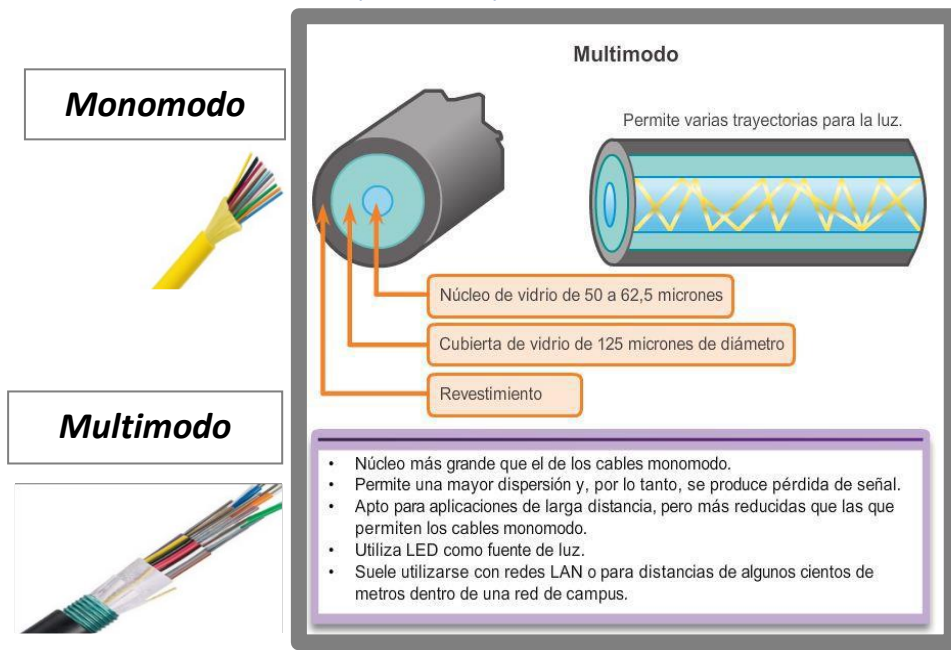 Monomodo
Multimodo
Multimodo
Permite varias trayectorias para la luz.
Núcleo de vidrio de 50 a 62,5 micrones
Cubierta de vidrio de 125 micrones de diámetro
Revestimiento
• Núcleo más grande que el de los cables monomodo.
• Permite una mayor dispersión y, por lo tanto, se produce pérdida de señal.
• Apto para aplicaciones de larga distancia, pero más reducidas que las que
permiten los cables monomodo.
• Utiliza LED como fuente de luz.
• Suele utilizarse con redes LAN o para distancias de algunos cientos de
metros dentro de una red de campus.